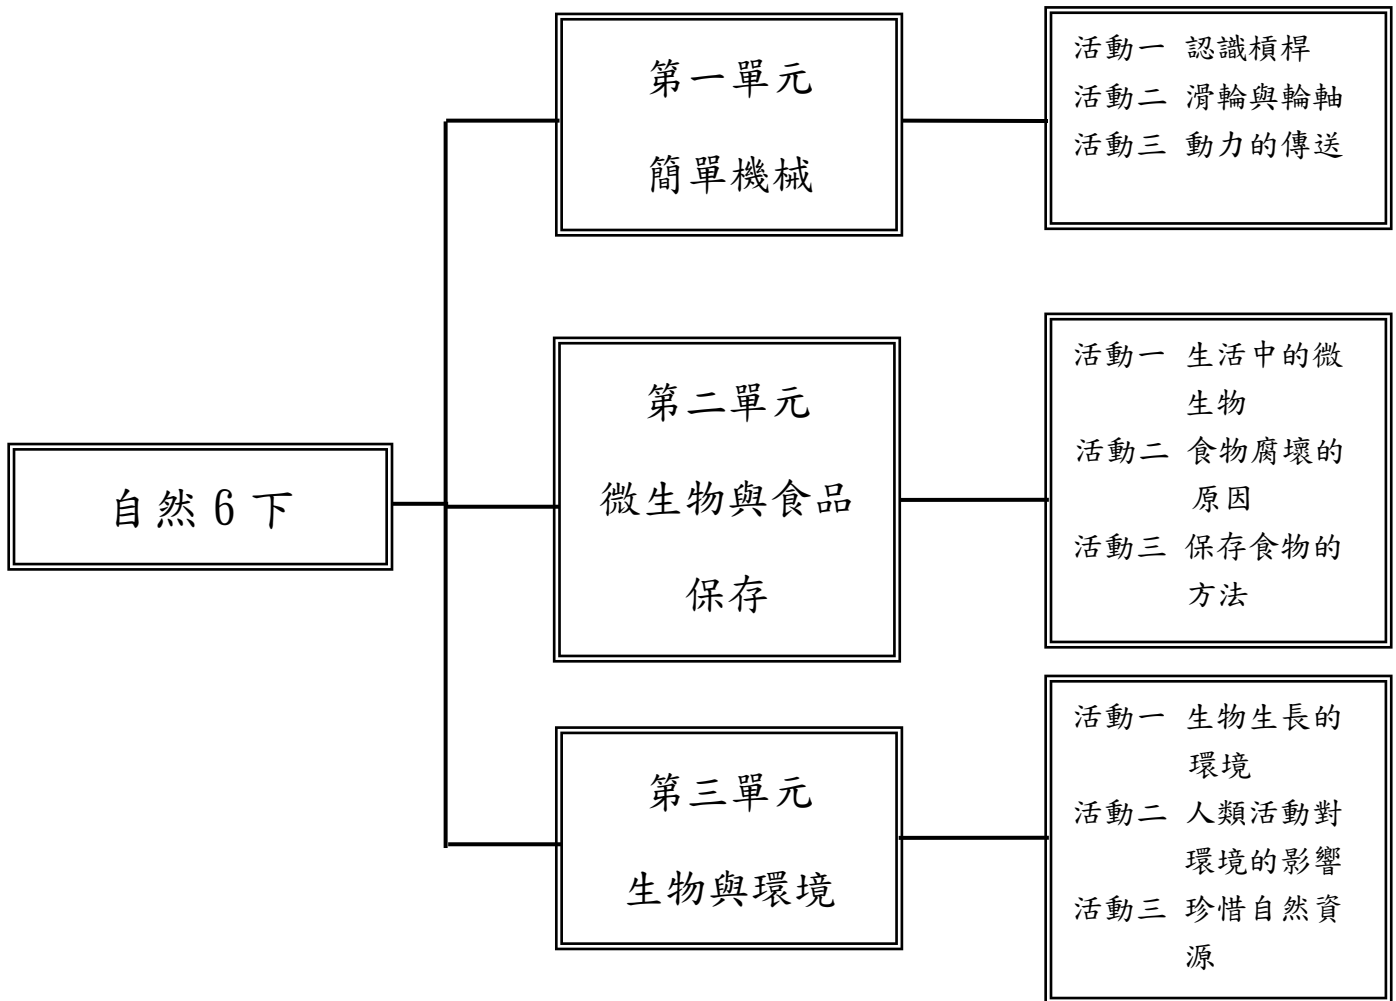 自然6下
第一單元
簡單機械
活動一 認識槓桿
活動二 滑輪與輪軸
活動三 動力的傳送
第二單元
微生物與食品
保存
活動一 生活中的微
生物
活動二 食物腐壞的
原因
活動三 保存食物的
方法
第三單元
生物與環境
活動一 生物生長的
環境
活動二 人類活動對
環境的影響
活動三 珍惜自然資
源